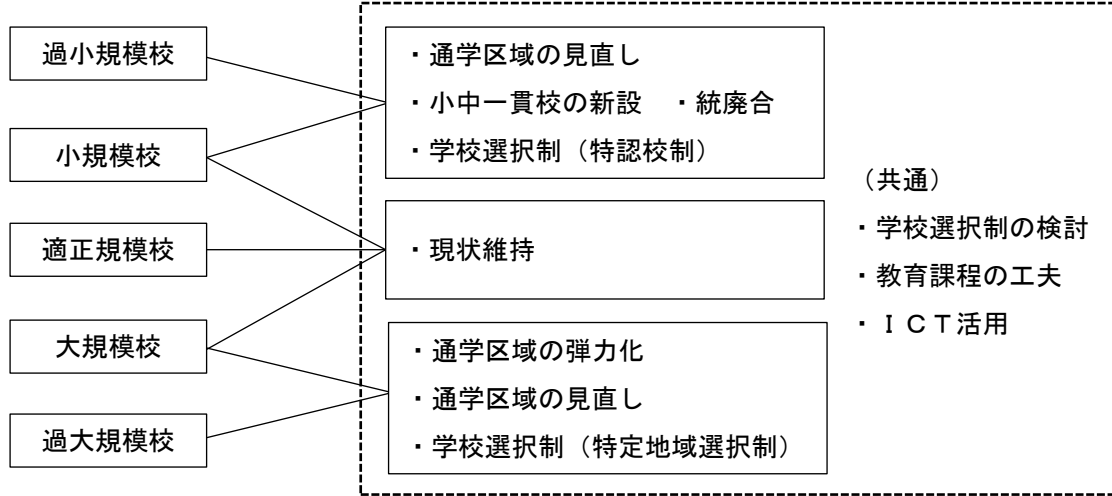 過小規模校
小規模校
適正規模校
大規模校
過大規模校
・通学区域の見直し
・小中一貫校の新設　・統廃合
・学校選択制（特認校制）
・現状維持
・通学区域の弾力化
・通学区域の見直し
・学校選択制（特定地域選択制）
（共通）
・学校選択制の検討
・教育課程の工夫
・ＩＣＴ活用